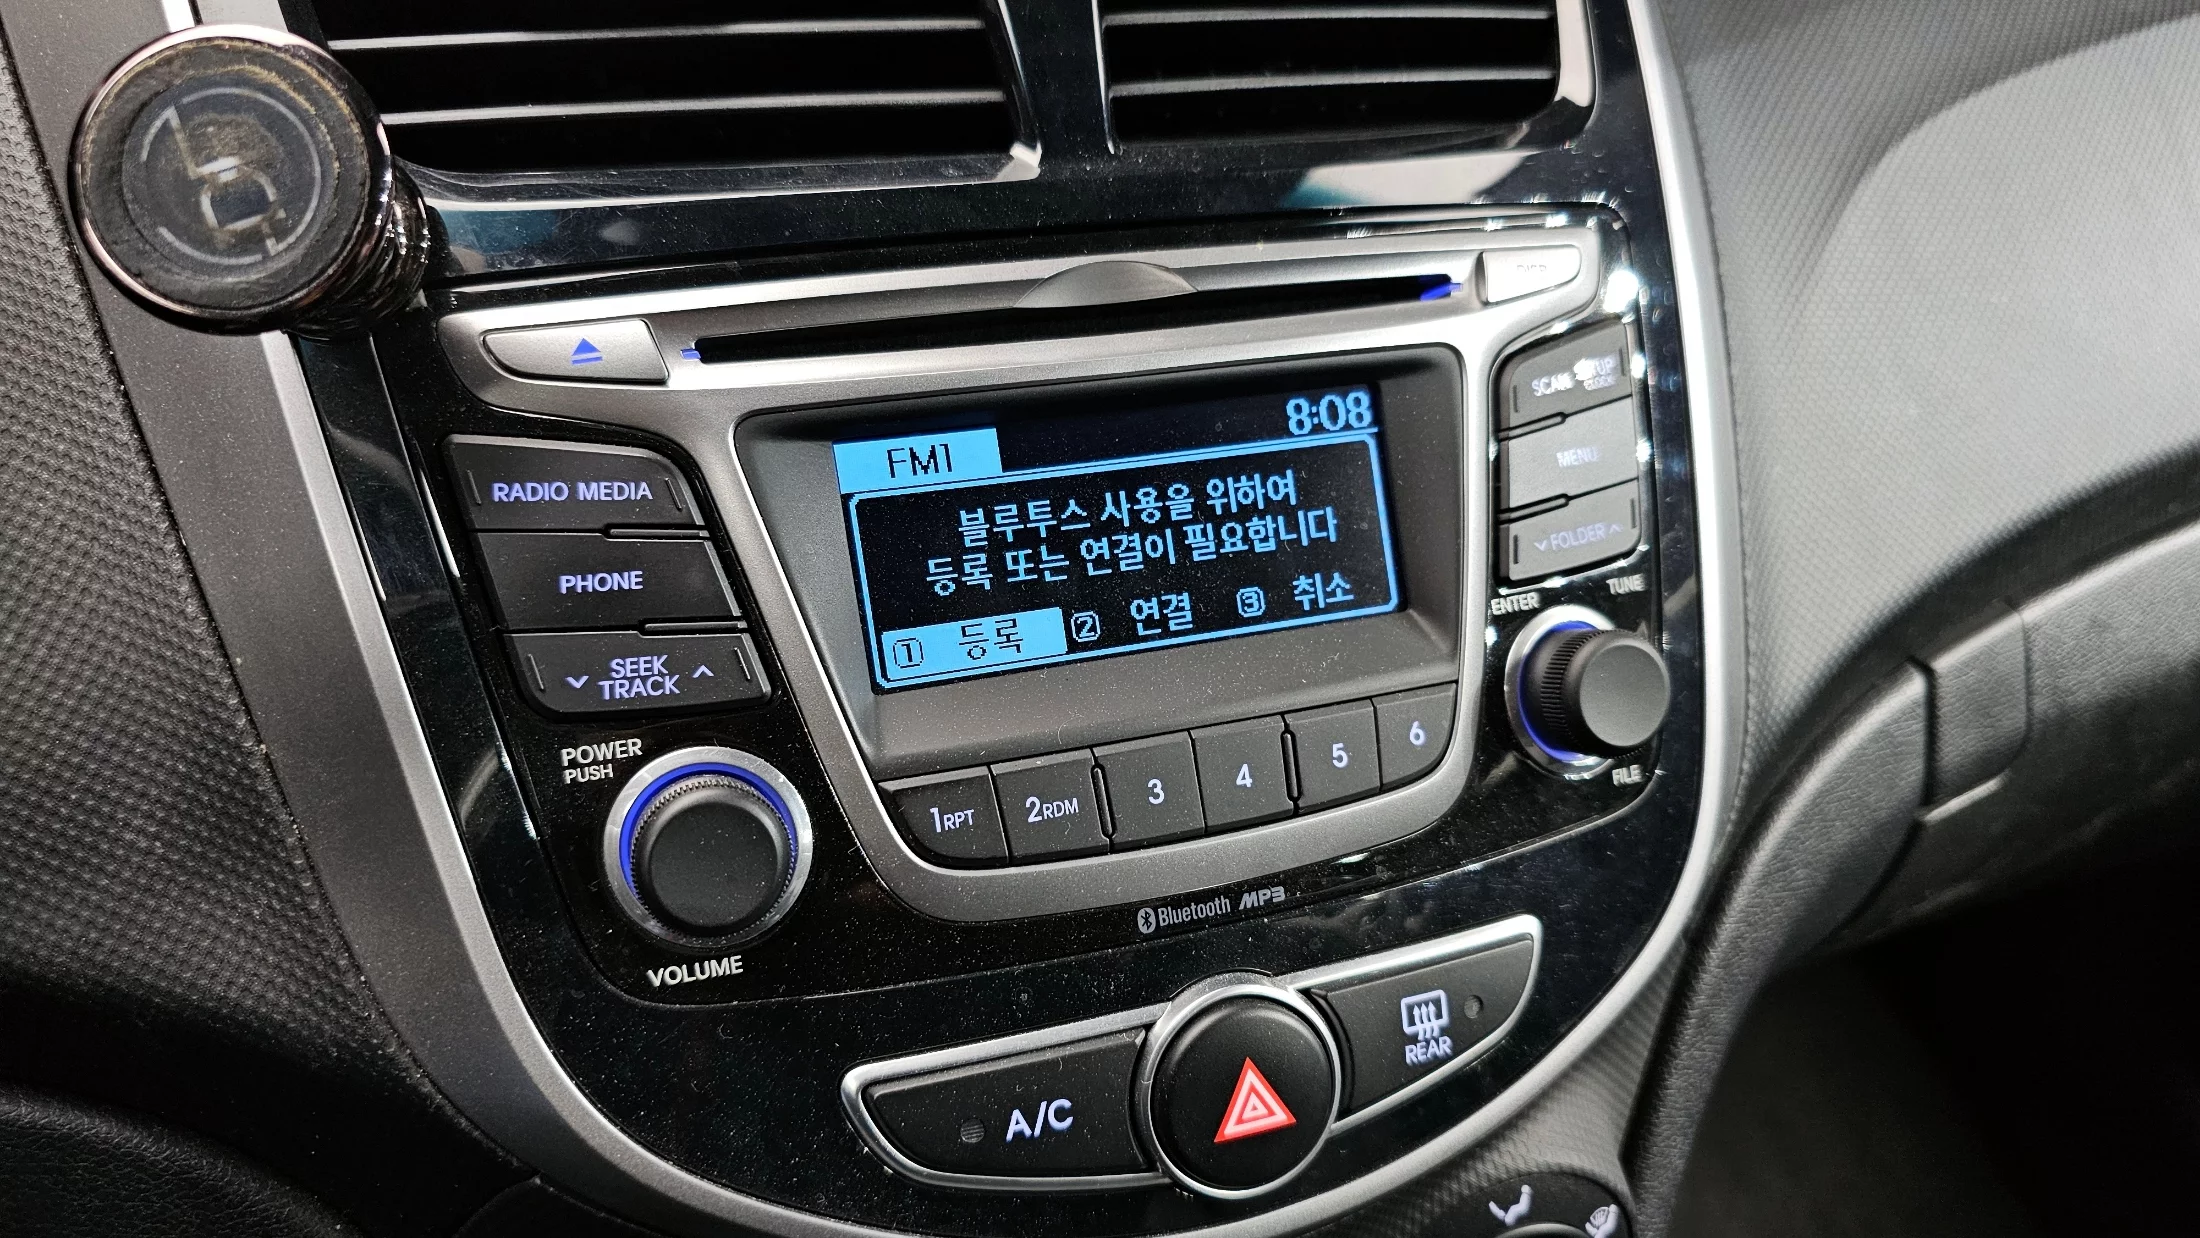 8:08
FM1
블루투스 사용을 위하여
등록 또는 연결이 필요합니다
① 등록 ② 연결 ③ 취소
RADIO MEDIA
PHONE
SEEK
TRACK
POWER
PUSH
VOLUME
SCAN
MENU
FOLDER
ENTER
TUNE
FILE
1RPT 2RDM 3 4 5 6
Bluetooth MP3
A/C
REAR